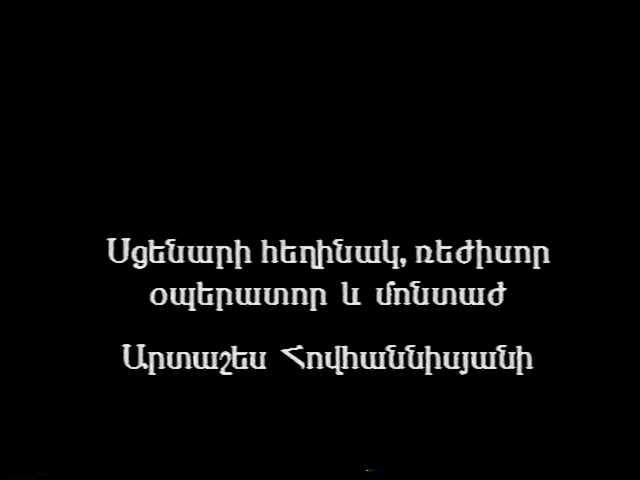 Սցենարի հեղինակ, ռեժիսոր
օպերատոր և մոնտաժ
Արտաշես Հովհաննիսյանի